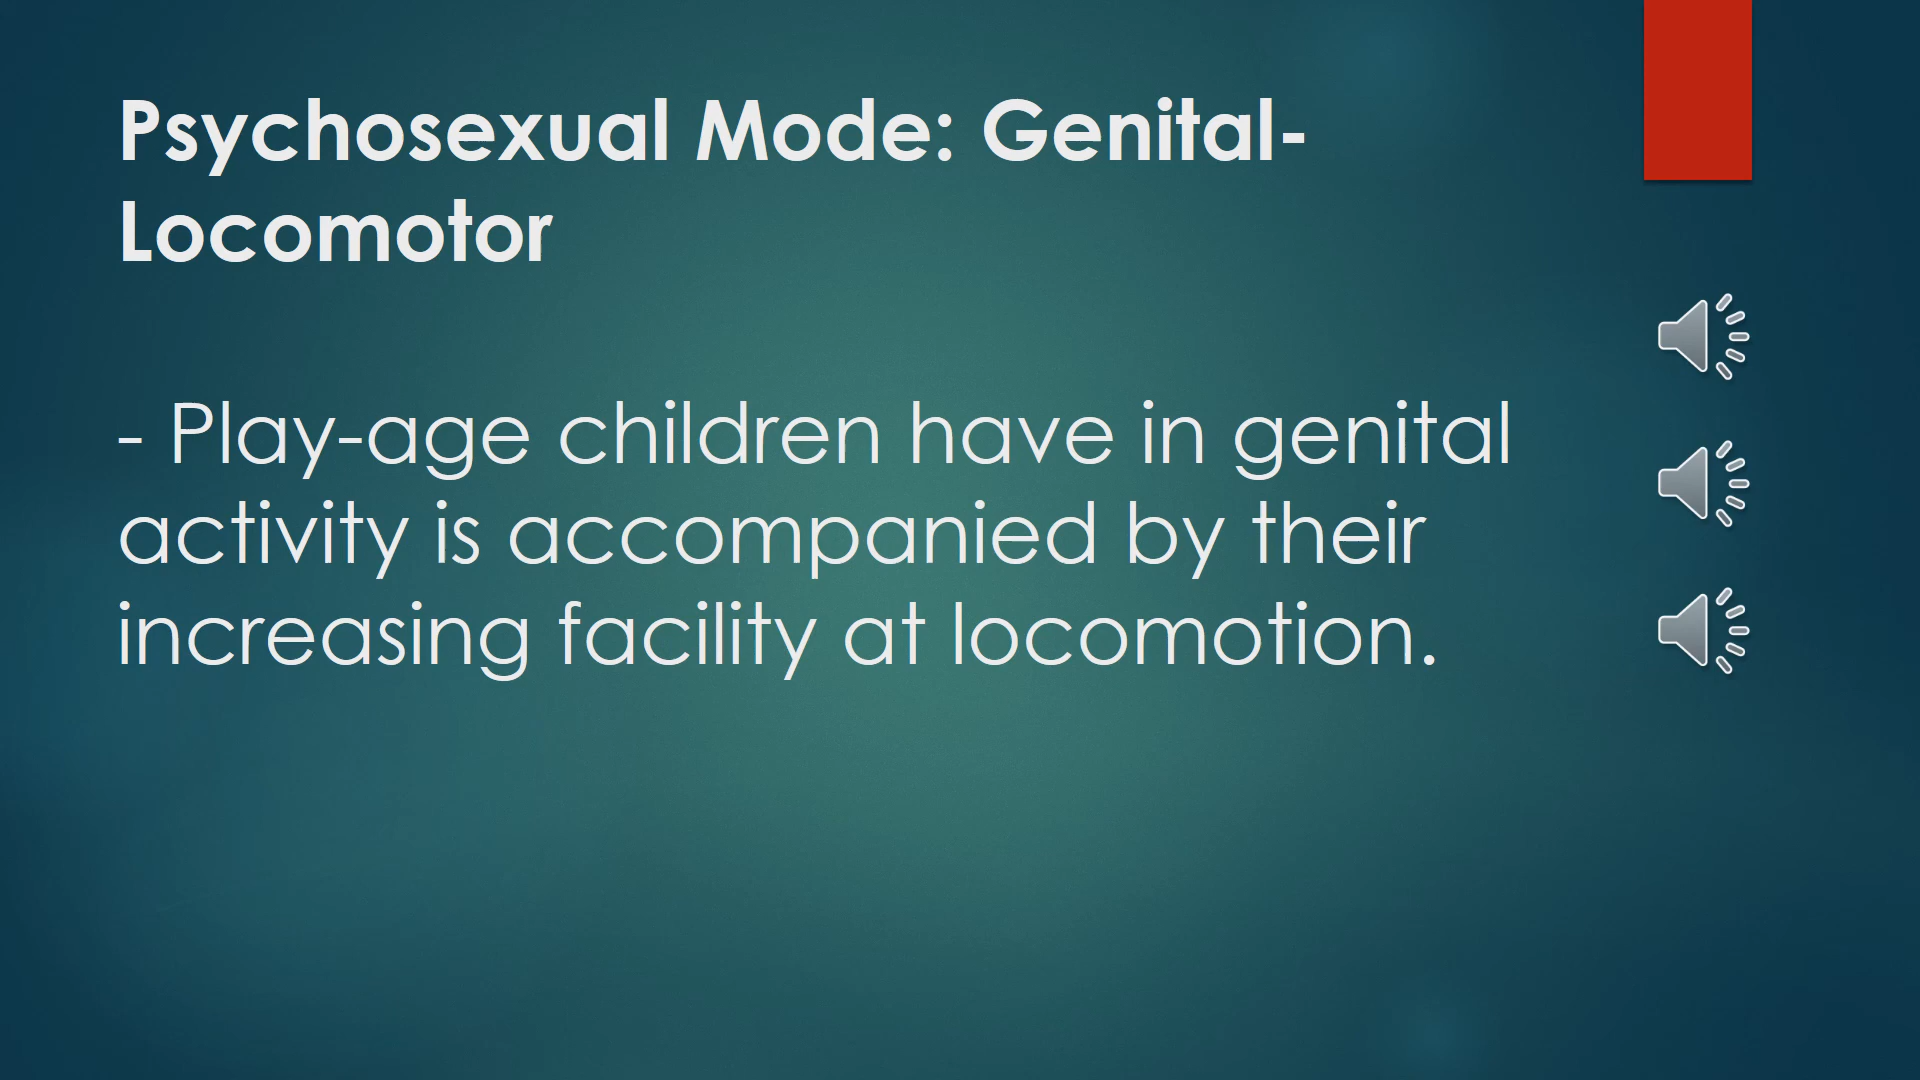 Psychosexual Mode: Genital-
Locomotor
- Play-age children have in genital
activity is accompanied by their
increasing facility at locomotion.